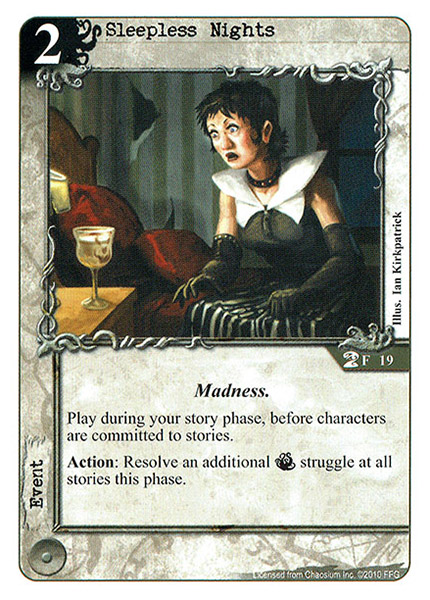 2
Sleepless Nights
Illus. Ian Kirkpatrick
F 19
Madness.
Play during your story phase, before characters
are committed to stories.
Action: Resolve an additional struggle at all
stories this phase.
Event
Licensed from Chaosium Inc. ©2010 FFG